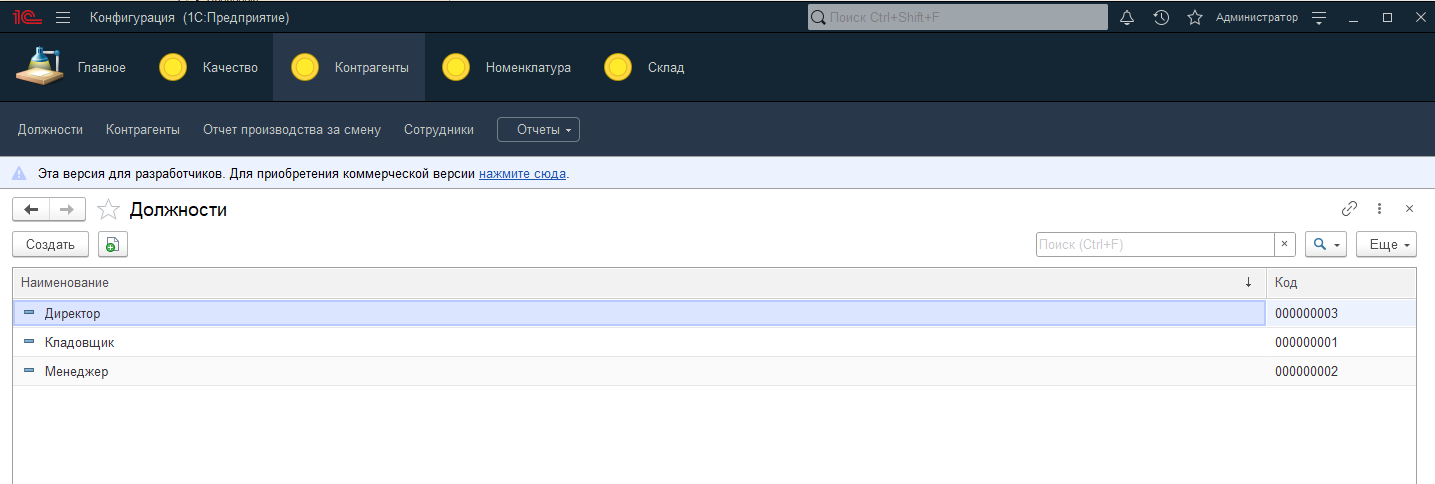 1С Конфигурация (1С:Предприятие) Поиск Ctrl+Shift+F Администратор
Главное Качество Контрагенты Номенклатура Склад
Должности Контрагенты Отчет производства за смену Сотрудники Отчеты
Эта версия для разработчиков. Для приобретения коммерческой версии нажмите сюда.
Должности
Создать Поиск (Ctrl+F) × Еще
Наименование ↓ Код
Директор 000000003
Кладовщик 000000001
Менеджер 000000002